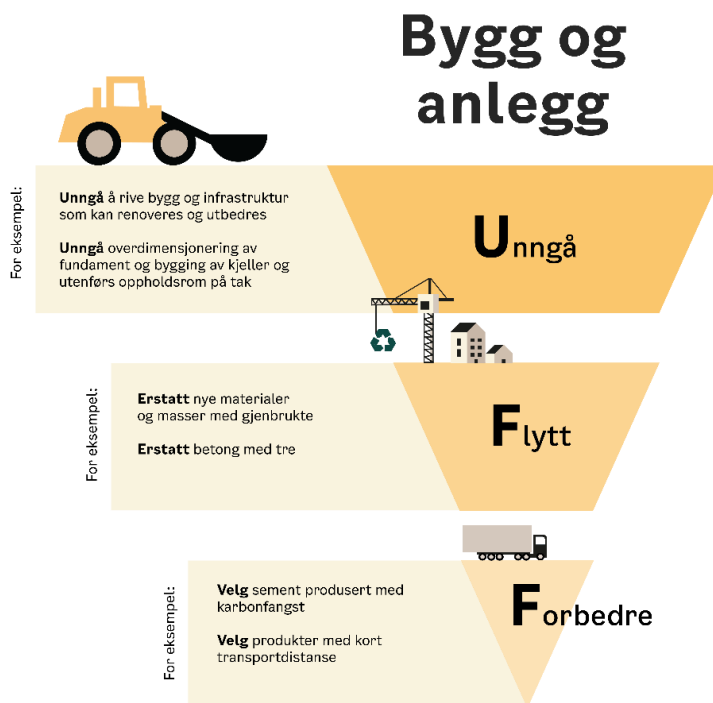 Bygg og
anlegg
For eksempel:
Unngå å rive bygg og infrastruktur
som kan renoveres og utbedres
Unngå overdimensjonering av
fundament og bygging av kjeller og
utenførs oppholdsrom på tak
Unngå
For eksempel:
Erstatt nye materialer
og masser med gjenbrukte
Erstatt betong med tre
Flytt
For eksempel:
Velg sement produsert med
karbonfangst
Velg produkter med kort
transportdistanse
Forbedre